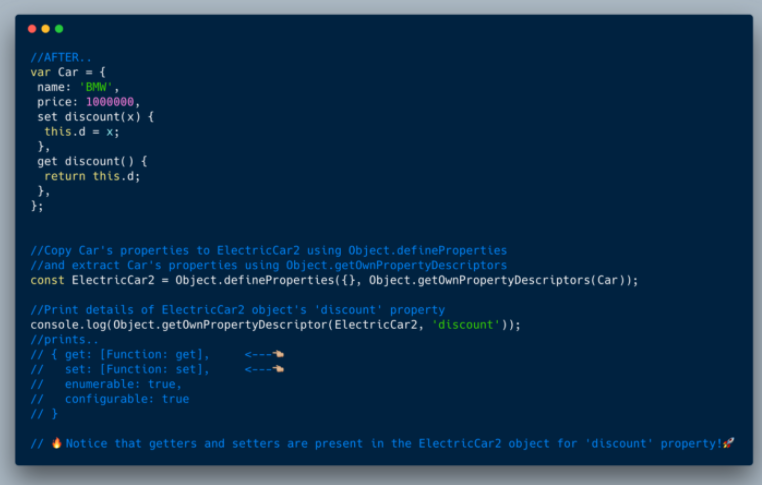 //AFTER..
var Car = {
 name: 'BMW',
 price: 1000000,
 set discount(x) {
  this.d = x;
 },
 get discount() {
  return this.d;
 },
};
//Copy Car's properties to ElectricCar2 using Object.defineProperties
//and extract Car's properties using Object.getOwnPropertyDescriptors
const ElectricCar2 = Object.defineProperties({}, Object.getOwnPropertyDescriptors(Car));
//Print details of ElectricCar2 object's 'discount' property
console.log(Object.getOwnPropertyDescriptor(ElectricCar2, 'discount'));
//prints..
// { get: [Function: get],     <---👈🏼
//   set: [Function: set],     <---👈🏼
//   enumerable: true,
//   configurable: true
// }
// 🔥Notice that getters and setters are present in the ElectricCar2 object for 'discount' property!🚀